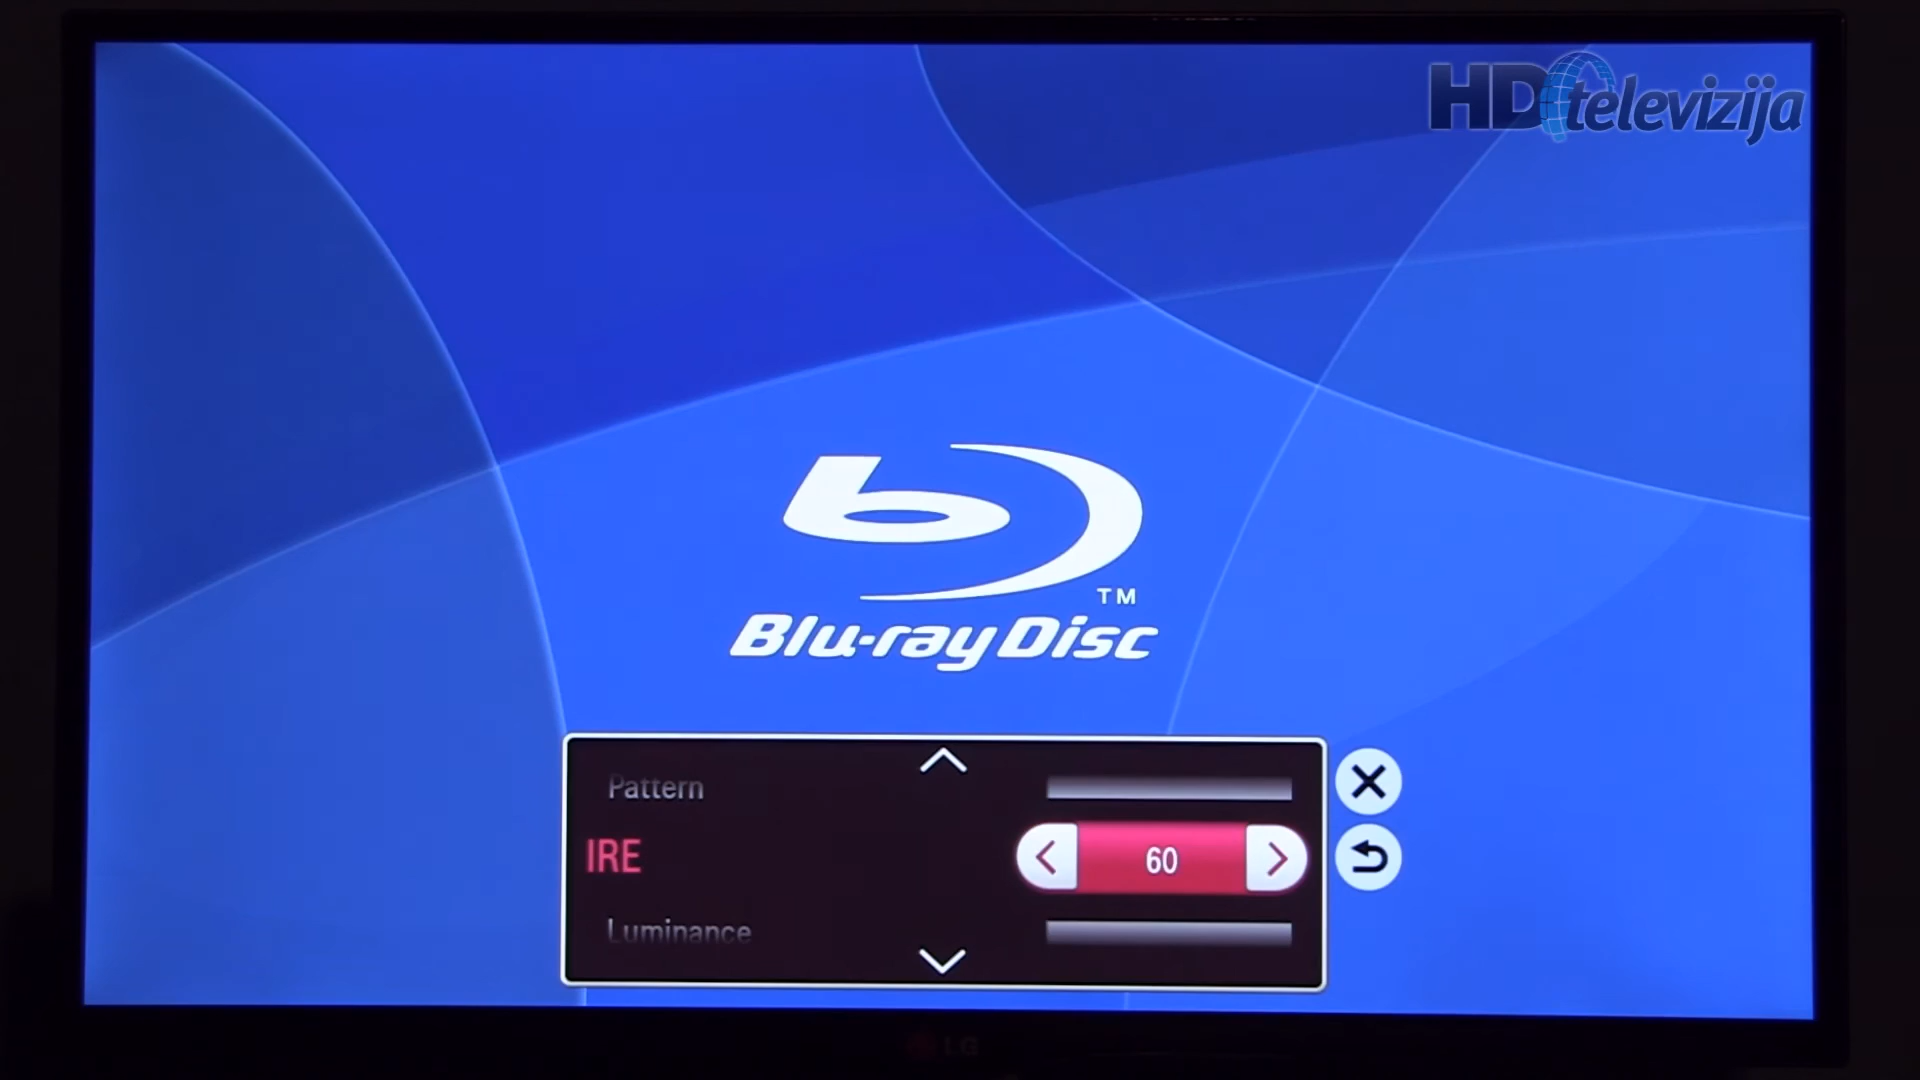 HDtelevizija
TM
Blu-ray Disc
Pattern
IRE
60
Luminance
LG